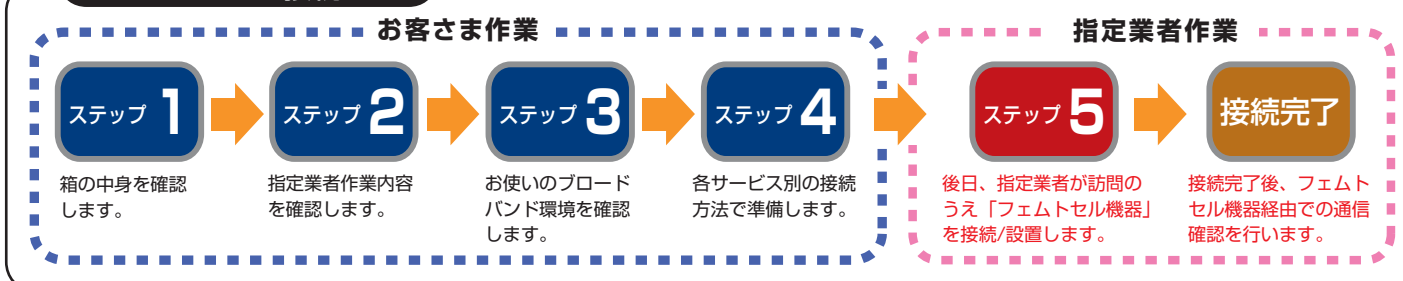 お客さま作業
指定業者作業
ステップ 1
ステップ 2
ステップ 3
ステップ 4
ステップ 5
接続完了
箱の中身を確認
します。
指定業者作業内容
を確認します。
お使いのブロード
バンド環境を確認
します。
各サービス別の接続
方法で準備します。
後日、指定業者が訪問の
うえ「フェムトセル機器」
を接続/設置します。
接続完了後、フェムト
セル機器経由での通信
確認を行います。